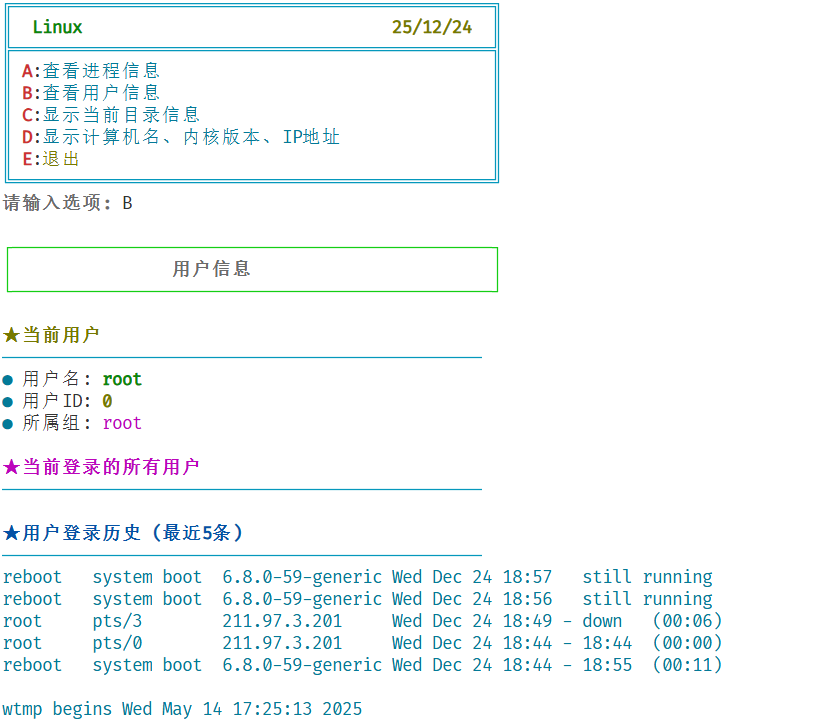 Linux 25/12/24
A:查看进程信息
B:查看用户信息
C:显示当前目录信息
D:显示计算机名、内核版本、IP地址
E:退出
请输入选项: B
用户信息
★当前用户
● 用户名: root
● 用户ID: 0
● 所属组: root
★当前登录的所有用户
★用户登录历史（最近5条）
reboot   system boot  6.8.0-59-generic Wed Dec 24 18:57   still running
reboot   system boot  6.8.0-59-generic Wed Dec 24 18:56   still running
root     pts/3        211.97.3.201     Wed Dec 24 18:49 - down   (00:06)
root     pts/0        211.97.3.201     Wed Dec 24 18:44 - 18:44  (00:00)
reboot   system boot  6.8.0-59-generic Wed Dec 24 18:44 - 18:55  (00:11)
wtmp begins Wed May 14 17:25:13 2025